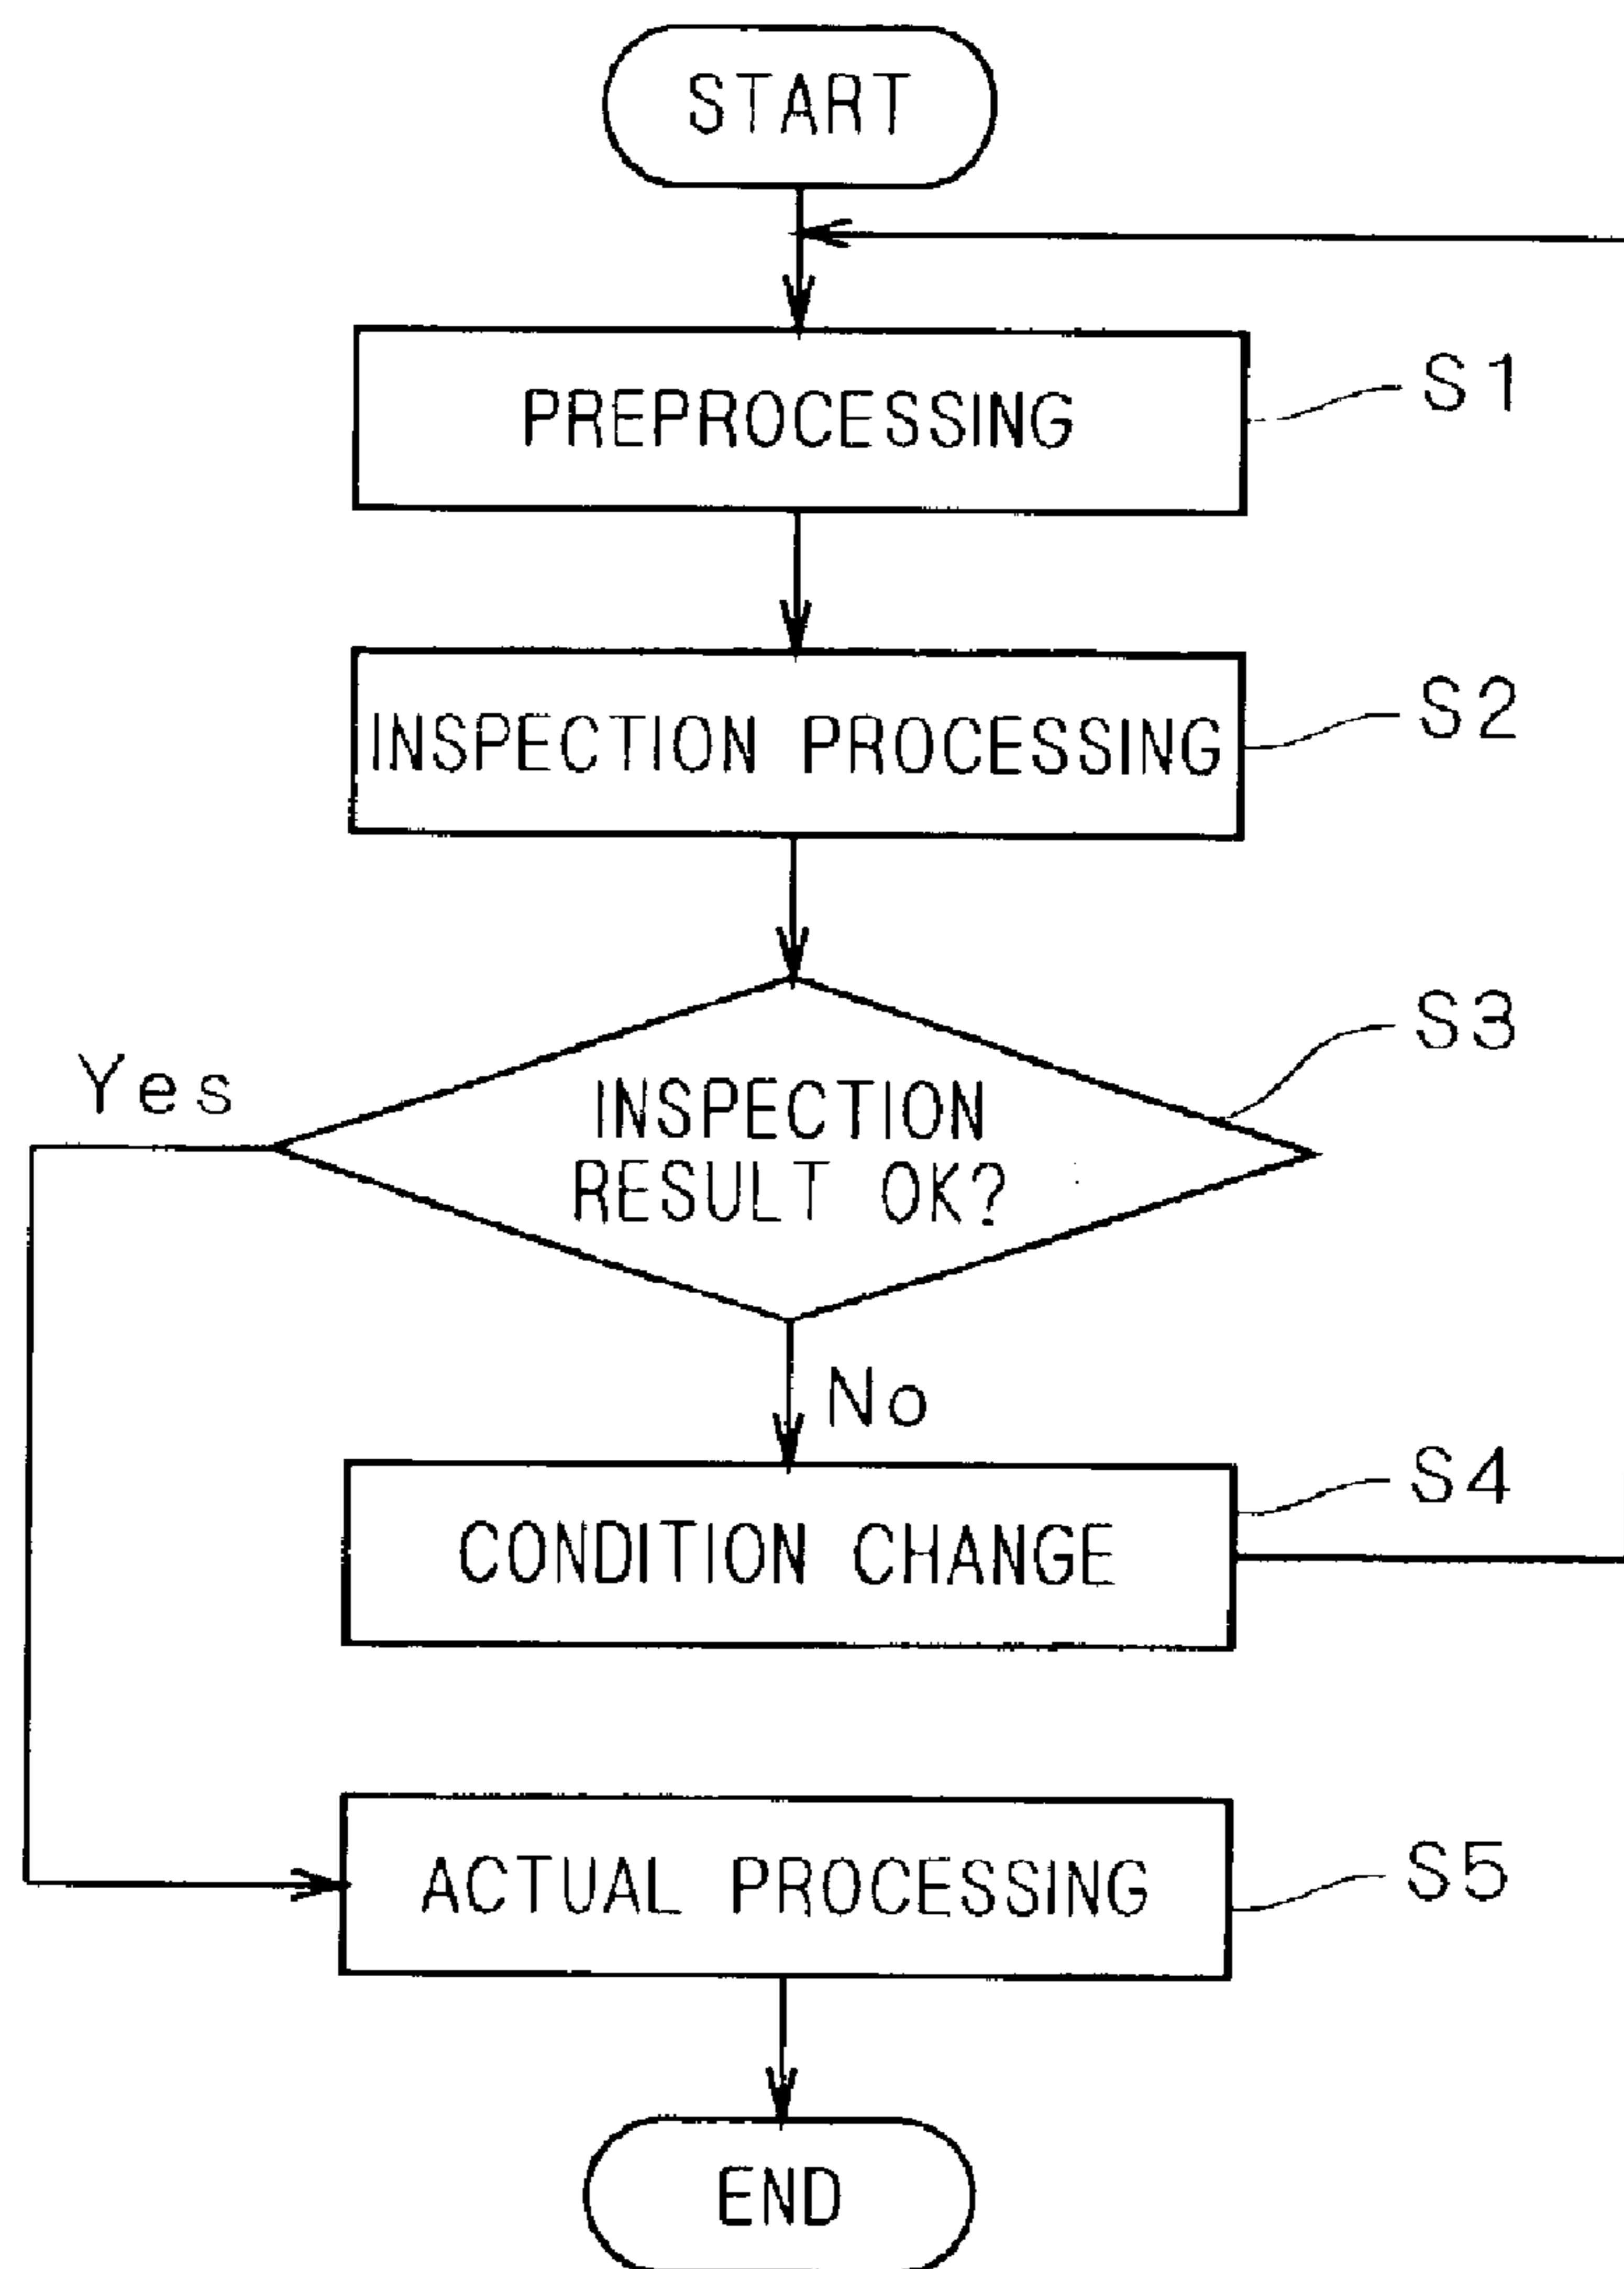 START
PREPROCESSING
S1
INSPECTION PROCESSING
S2
S3
Yes
INSPECTION
RESULT OK?
No
S4
CONDITION CHANGE
ACTUAL PROCESSING
S5
END